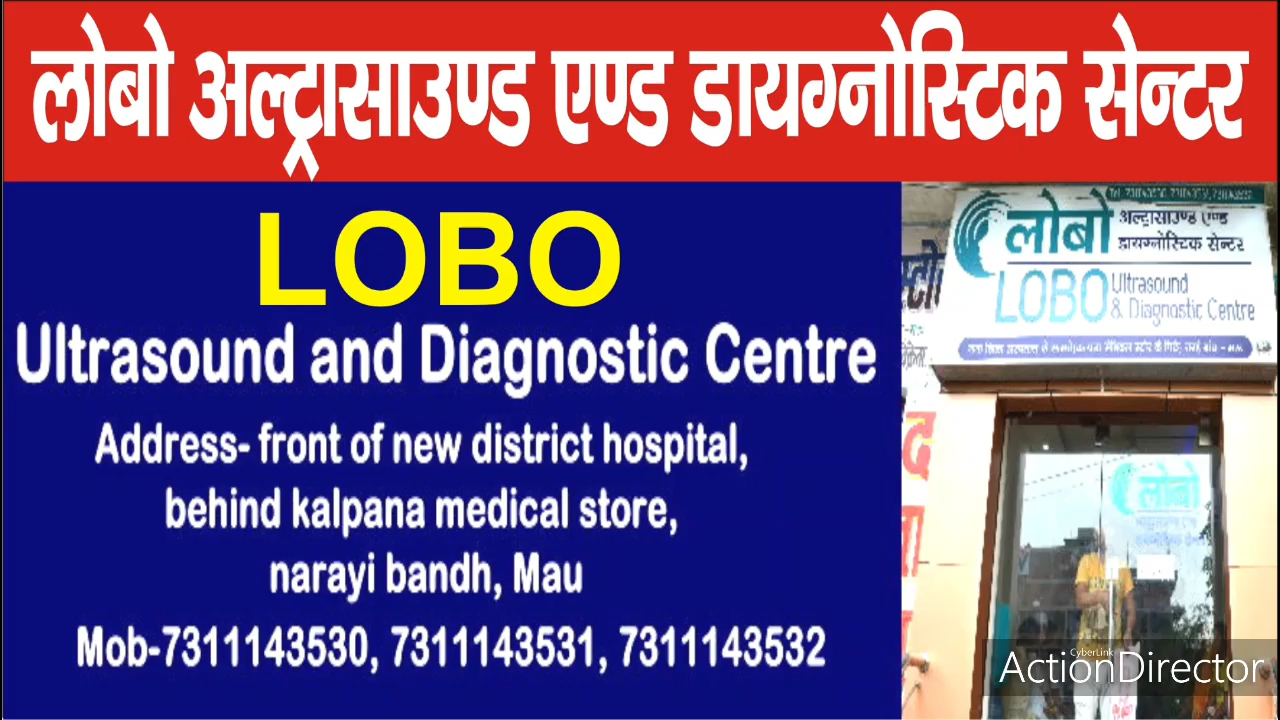 लोबो अल्ट्रासाउण्ड एण्ड डायग्नोस्टिक सेन्टर
LOBO
Ultrasound and Diagnostic Centre
Address- front of new district hospital,
behind kalpana medical store,
narayi bandh, Mau
Mob-7311143530, 7311143531, 7311143532
लोबो अल्ट्रासाउण्ड एण्ड
डायग्नोस्टिक सेन्टर
LOBO Ultrasound
& Diagnostic Centre
लोबो
CyberLink
ActionDirector